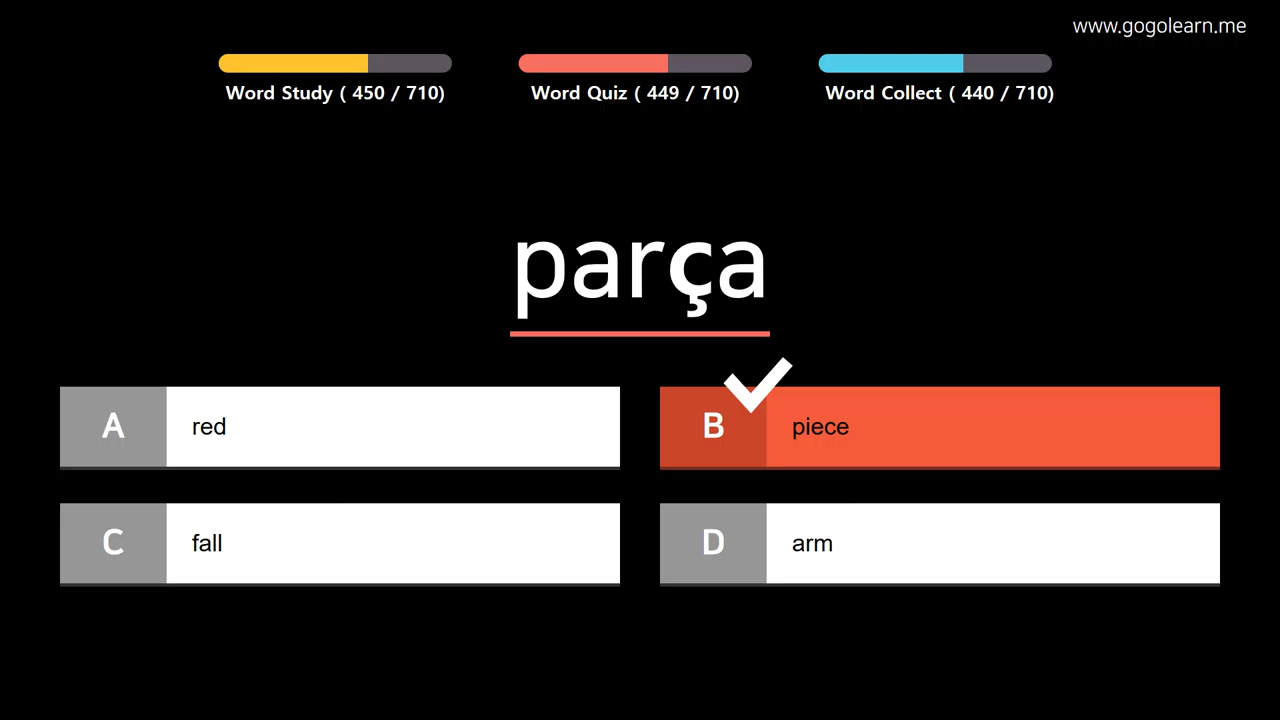 www.gogolearn.me
Word Study ( 450 / 710)
Word Quiz ( 449 / 710)
Word Collect ( 440 / 710)
parça
A red
B piece
C fall
D arm